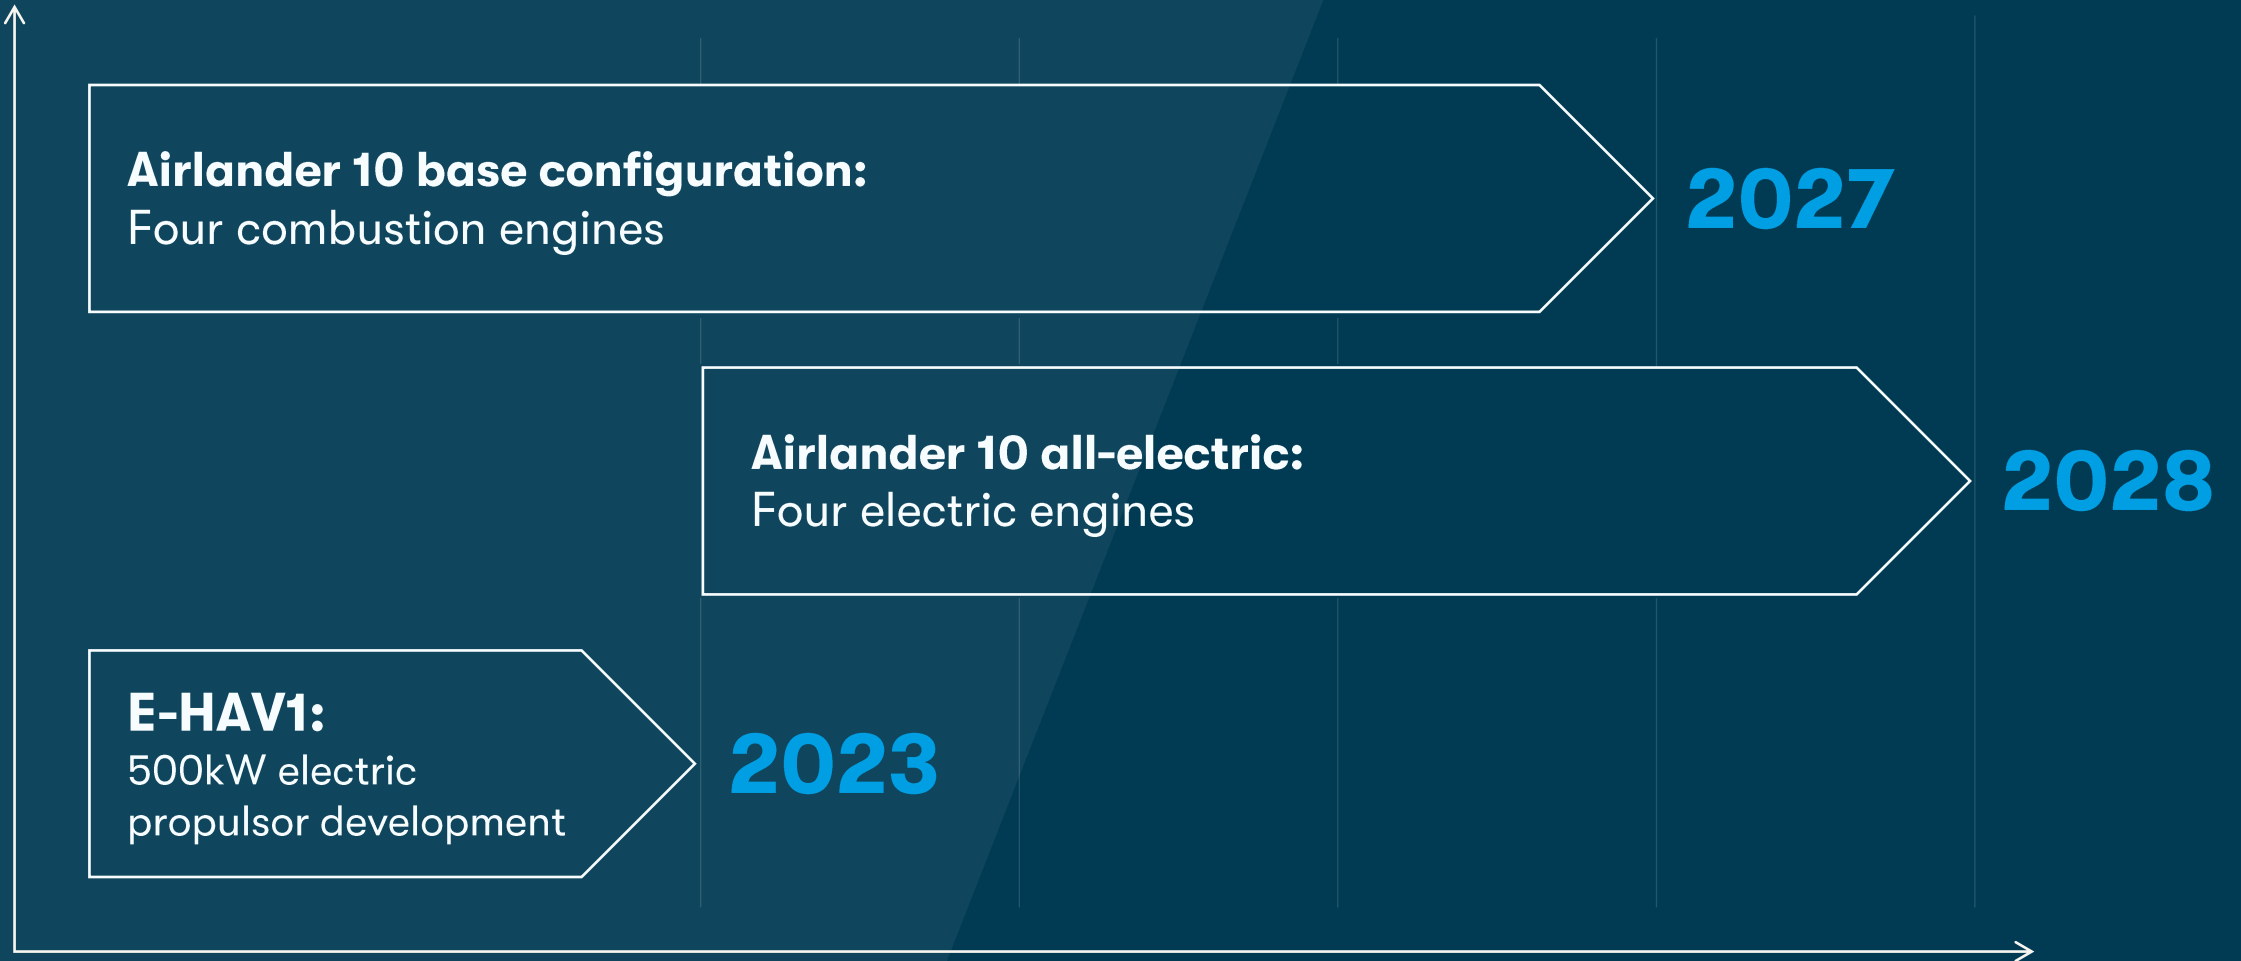 Airlander 10 base configuration:
Four combustion engines
2027
Airlander 10 all-electric:
Four electric engines
2028
E-HAV1:
500kW electric
propulsor development
2023